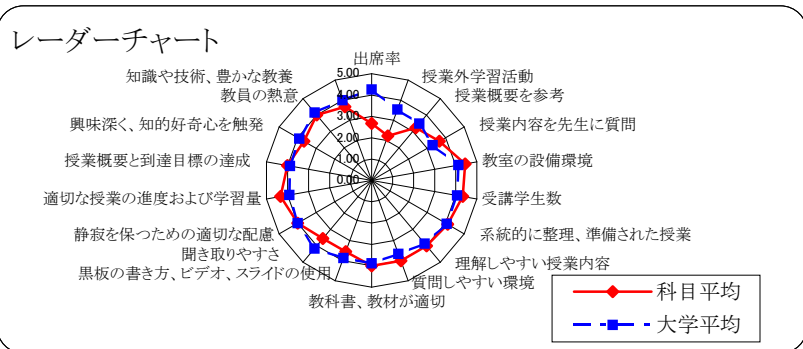 レーダーチャート
出席率
授業外学習活動
授業概要を参考
授業内容を先生に質問
教室の設備環境
受講学生数
系統的に整理、準備された授業
理解しやすい授業内容
質問しやすい環境
教科書、教材が適切
黒板の書き方、ビデオ、スライドの使用
聞き取りやすさ
静寂を保つための適切な配慮
適切な授業の進度および学習量
授業概要と到達目標の達成
興味深く、知的好奇心を触発
教員の熱意
知識や技術、豊かな教養
5.00
4.00
3.00
2.00
1.00
0.00
科目平均
大学平均